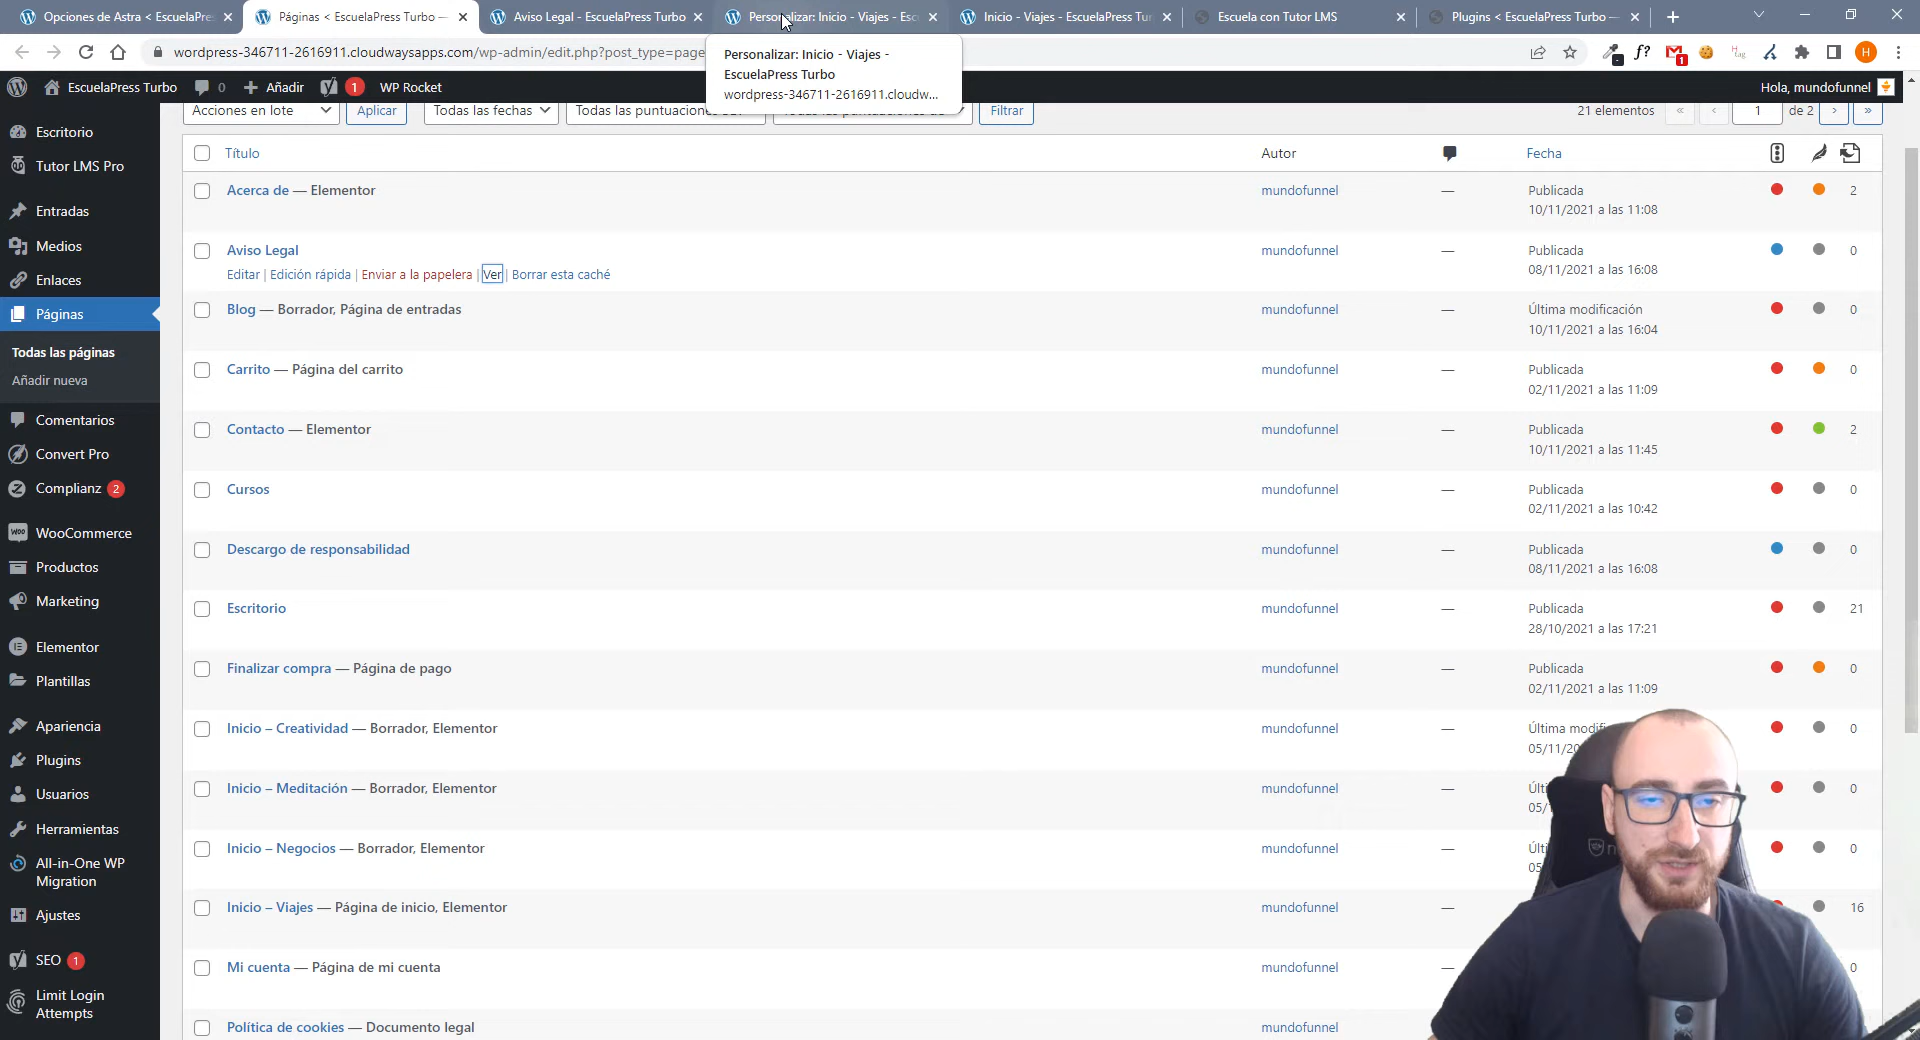 Opciones de Astra < EscuelaPres
Páginas < EscuelaPress Turbo —
Aviso Legal - EscuelaPress Turbo
Personalizar: Inicio - Viajes - Esc
Inicio - Viajes - EscuelaPress Tur
Escuela con Tutor LMS
Plugins < EscuelaPress Turbo —
wordpress-346711-2616911.cloudwaysapps.com/wp-admin/edit.php?post_type=page
Personalizar: Inicio - Viajes -
EscuelaPress Turbo
wordpress-346711-2616911.cloudw...
f?
1
H
EscuelaPress Turbo
0
Añadir
1
WP Rocket
Hola, mundofunnel
Acciones en lote
Aplicar
Todas las fechas
Filtrar
21 elementos
«
‹
1
de 2
›
»
Escritorio
Tutor LMS Pro
Entradas
Medios
Enlaces
Páginas
Todas las páginas
Añadir nueva
Comentarios
Convert Pro
Complianz 2
WooCommerce
Productos
Marketing
Elementor
Plantillas
Apariencia
Plugins
Usuarios
Herramientas
All-in-One WP
Migration
Ajustes
SEO 1
Limit Login
Attempts
Título
Autor
Fecha
Acerca de — Elementor
mundofunnel
—
Publicada
10/11/2021 a las 11:08
2
Aviso Legal
Editar | Edición rápida | Enviar a la papelera | Ver | Borrar esta caché
mundofunnel
—
Publicada
08/11/2021 a las 16:08
0
Blog — Borrador, Página de entradas
mundofunnel
—
Última modificación
10/11/2021 a las 16:04
0
Carrito — Página del carrito
mundofunnel
—
Publicada
02/11/2021 a las 11:09
0
Contacto — Elementor
mundofunnel
—
Publicada
10/11/2021 a las 11:45
2
Cursos
mundofunnel
—
Publicada
02/11/2021 a las 10:42
0
Descargo de responsabilidad
mundofunnel
—
Publicada
08/11/2021 a las 16:08
0
Escritorio
mundofunnel
—
Publicada
28/10/2021 a las 17:21
21
Finalizar compra — Página de pago
mundofunnel
—
Publicada
02/11/2021 a las 11:09
0
Inicio – Creatividad — Borrador, Elementor
mundofunnel
—
Última
05/11/20
0
Inicio – Meditación — Borrador, Elementor
mundofunnel
—
0
Inicio – Negocios — Borrador, Elementor
mundofunnel
—
0
Inicio – Viajes — Página de inicio, Elementor
mundofunnel
—
16
Mi cuenta — Página de mi cuenta
mundofunnel
—
0
Política de cookies — Documento legal
mundofunnel